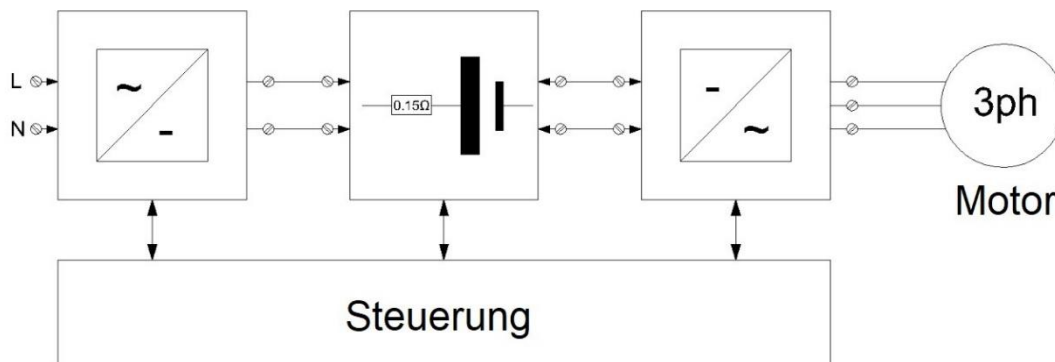 L
N
~
-
0.15Ω
-
~
3ph
Motor
Steuerung